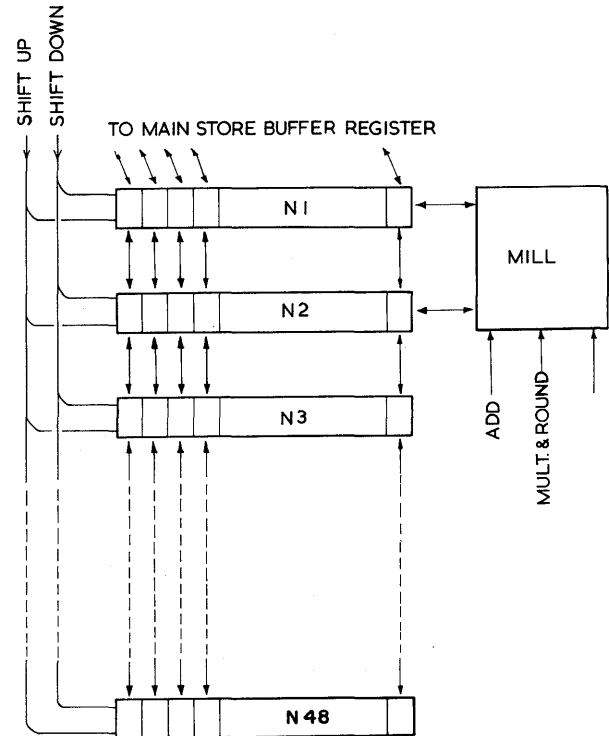 SHIFT UP
SHIFT DOWN
TO MAIN STORE BUFFER REGISTER
N1
MILL
N2
N3
ADD
MULT.& ROUND
N48